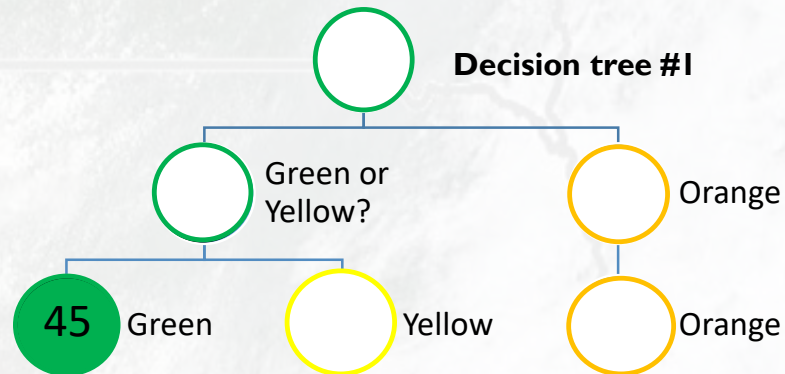 Decision tree #1
Green or
Yellow?
Orange
45
Green
Yellow
Orange